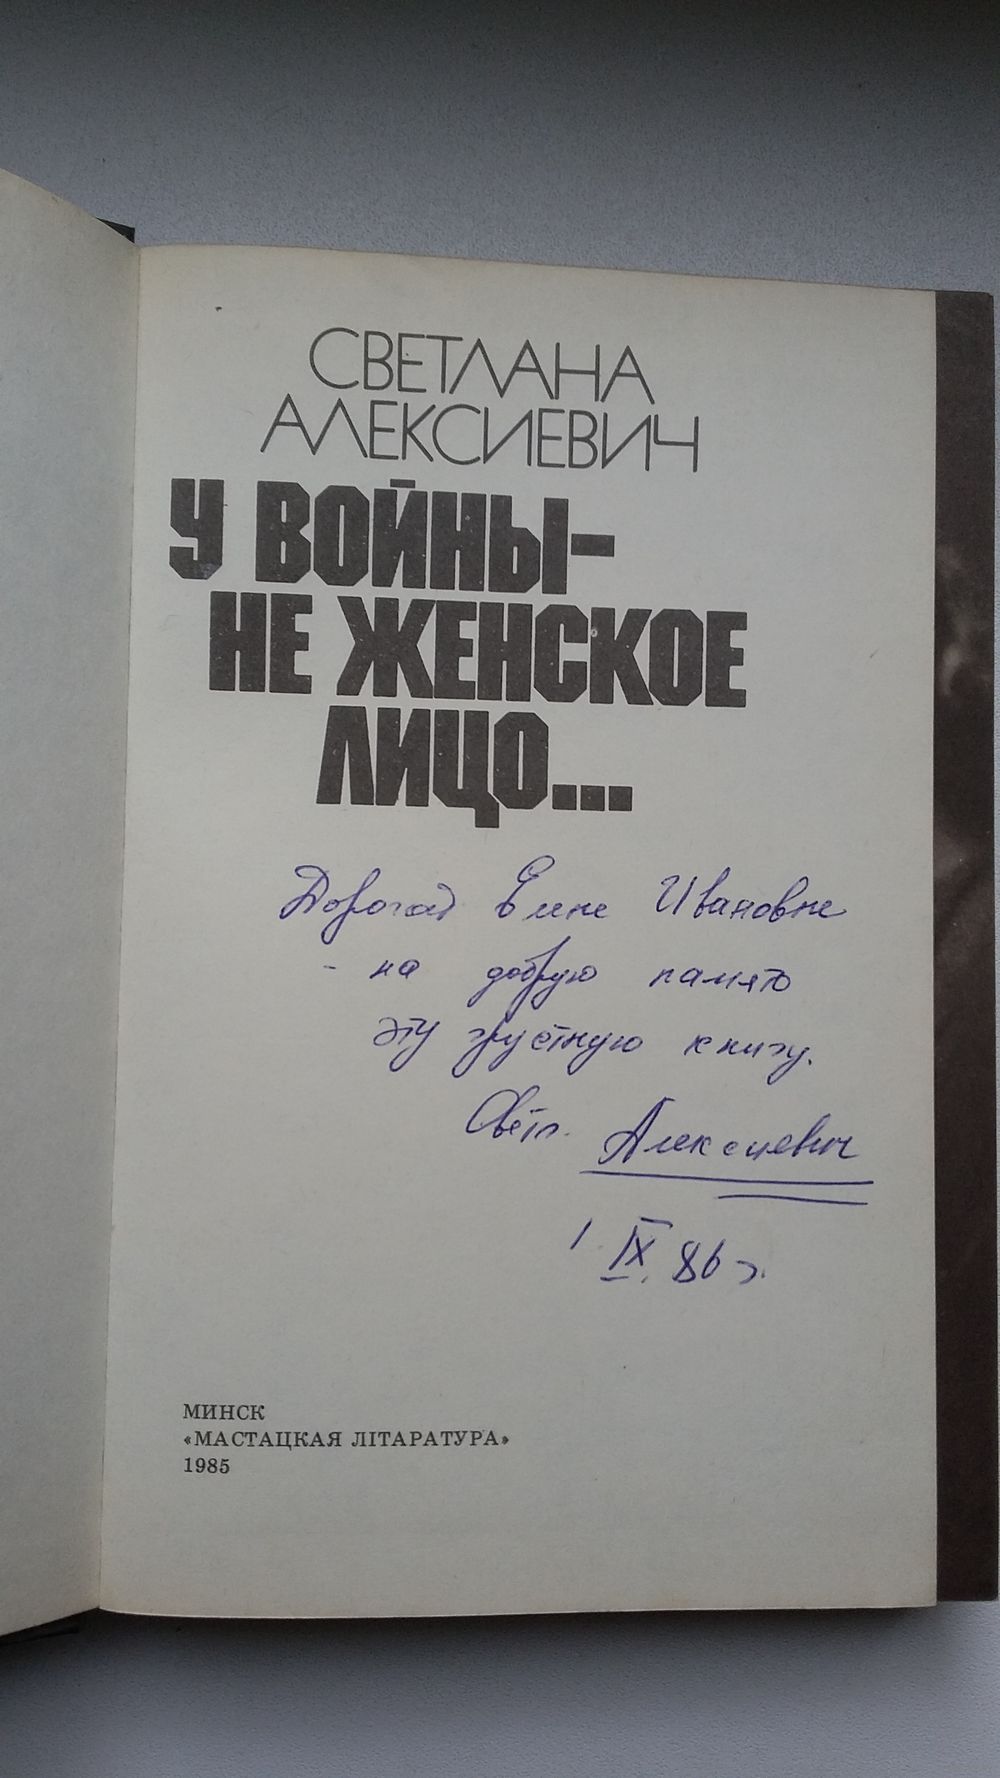 СВЕТЛАНА
АЛЕКСИЕВИЧ
У ВОЙНЫ–
НЕ ЖЕНСКОЕ
ЛИЦО...
Дорогой Елене Ивановне
- на добрую память
эту грустную книгу.
Светл. Алексиевич
1 IX. 86 г.
МИНСК
«МАСТАЦКАЯ ЛІТАРАТУРА»
1985